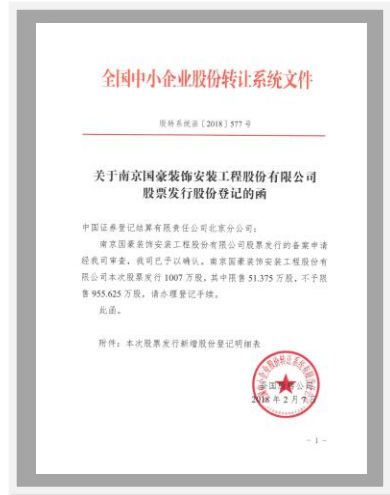 全国中小企业股份转让系统文件
股转系统函〔2018〕577号
关于南京国豪装饰安装工程股份有限公司
股票发行股份登记的函
中国证券登记结算有限责任公司北京分公司：
南京国豪装饰安装工程股份有限公司股票发行的备案申请
经我司审查，我司已予以确认。南京国豪装饰安装工程股份有
限公司本次股票发行1007万股，其中限售51.375万股，不予限
售955.625万股。请办理登记手续。
此函。
附件：本次股票发行新增股份登记明细表
2018年2月7日
- 1 -